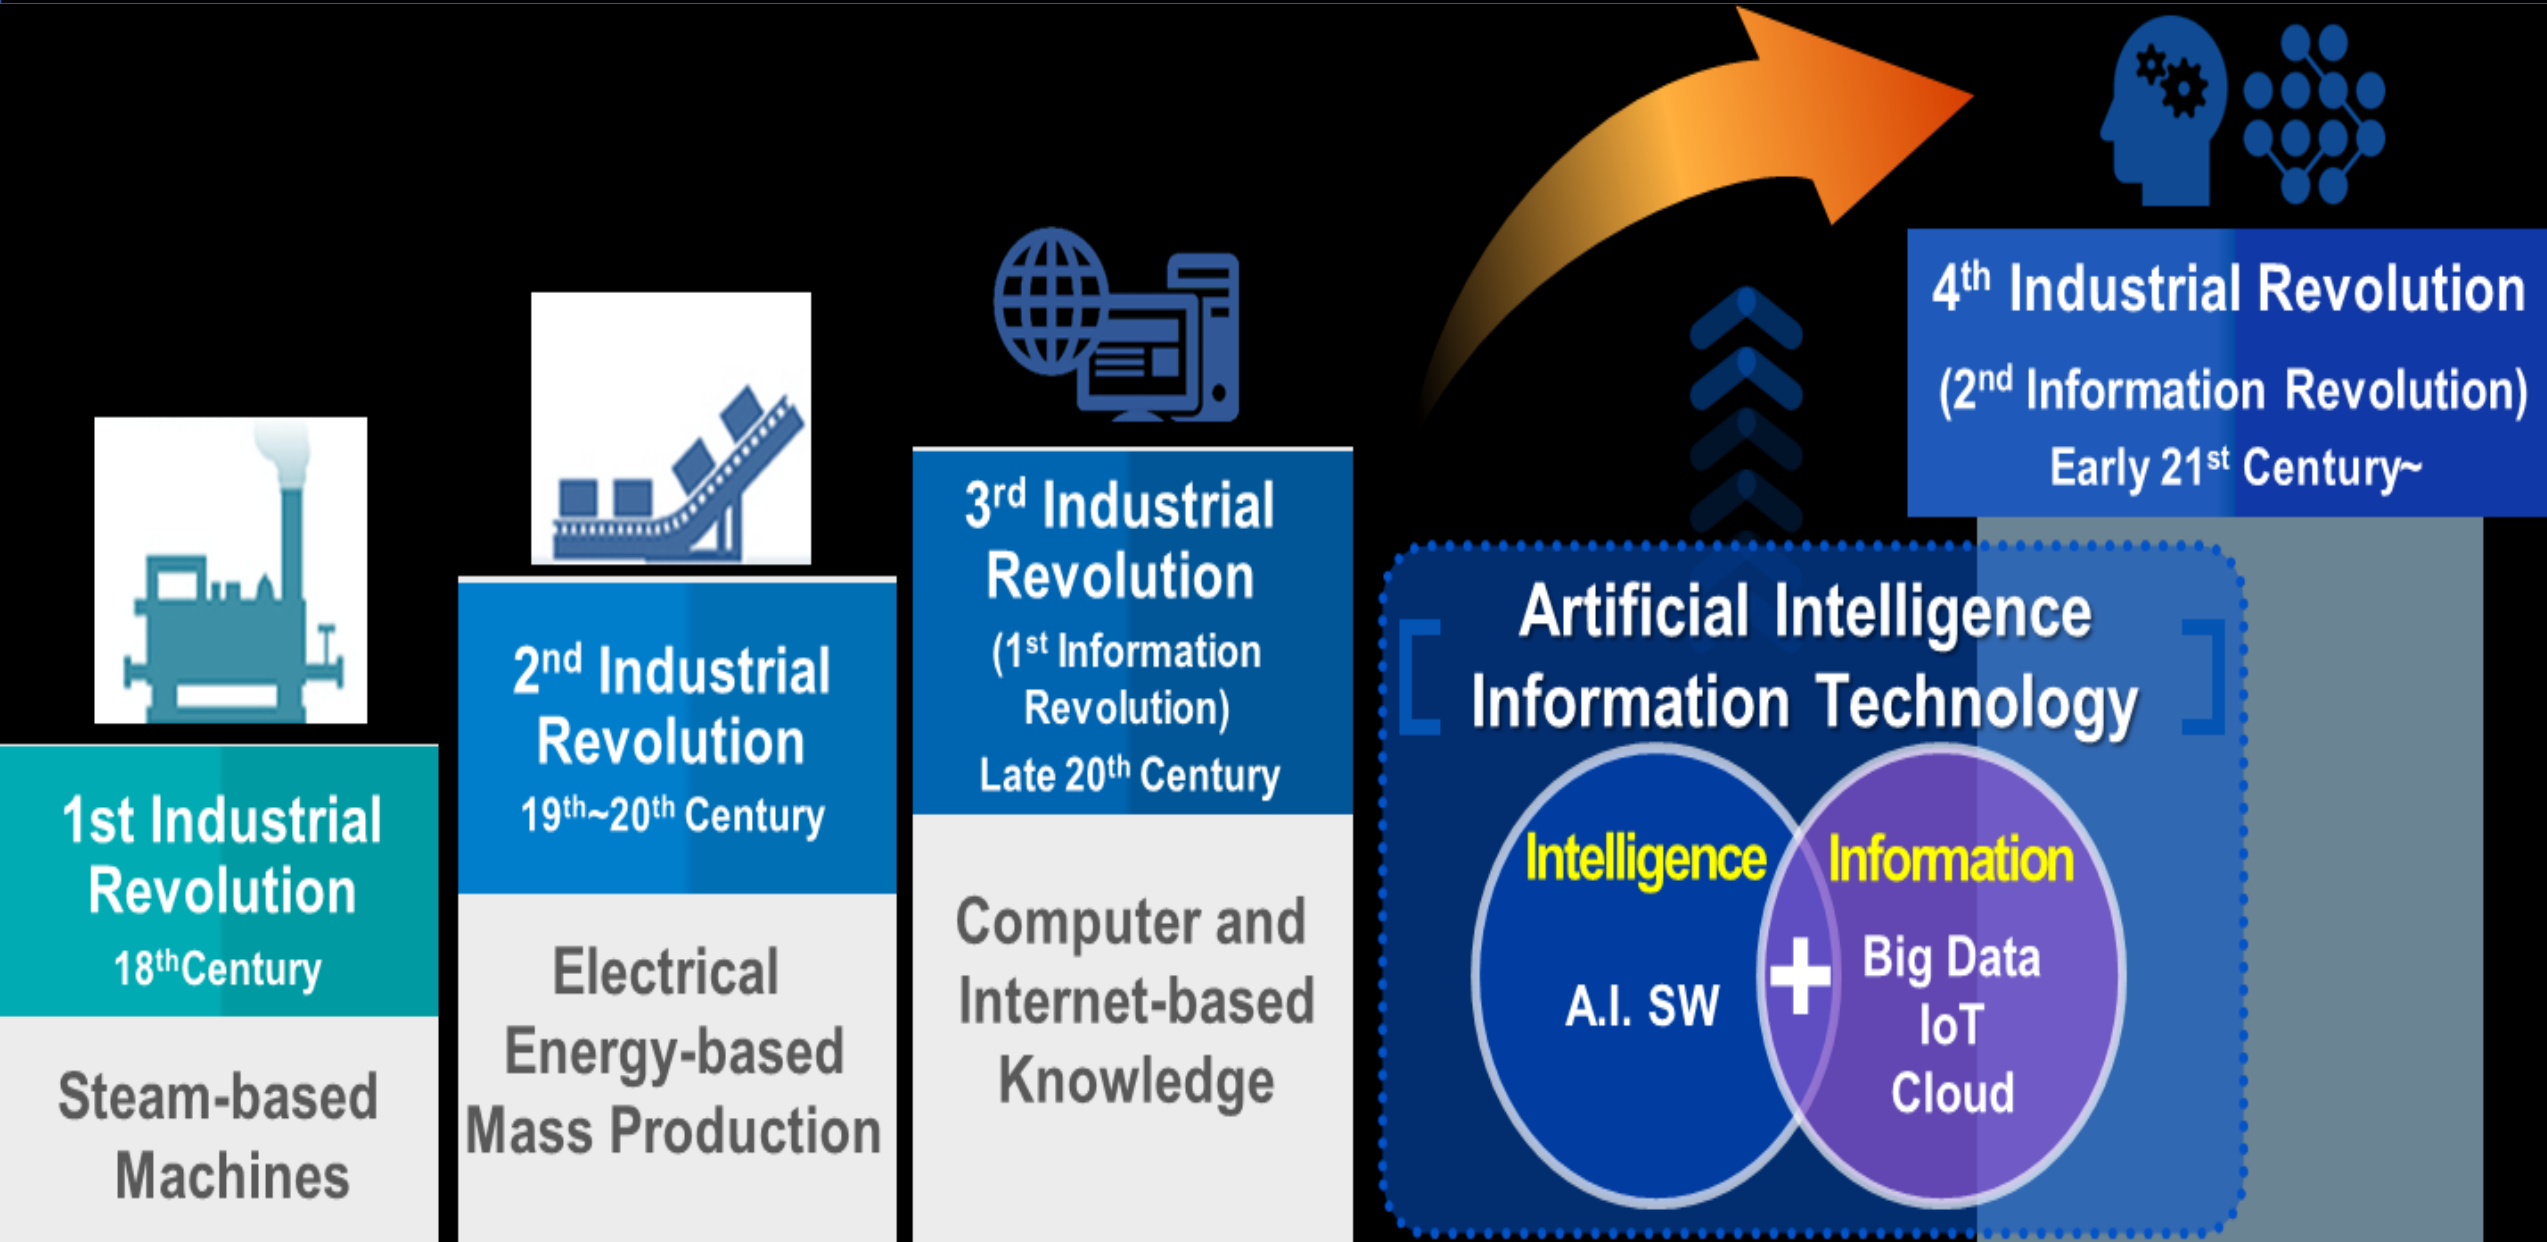 1st Industrial
Revolution
18thCentury
Steam-based
Machines
2nd Industrial
Revolution
19th~20th Century
Electrical
Energy-based
Mass Production
3rd Industrial
Revolution
(1st Information
Revolution)
Late 20th Century
Computer and
Internet-based
Knowledge
4th Industrial Revolution
(2nd Information Revolution)
Early 21st Century~
Artificial Intelligence
Information Technology
Intelligence
A.I. SW
+
Information
Big Data
IoT
Cloud